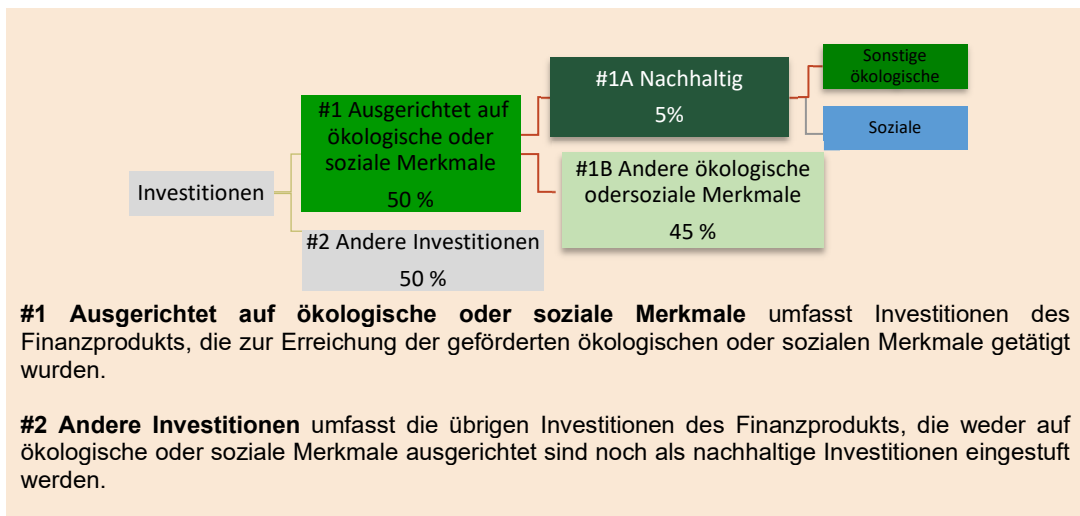 Investitionen
#1 Ausgerichtet auf
ökologische oder
soziale Merkmale
50 %
#2 Andere Investitionen
50 %
#1A Nachhaltig
5%
#1B Andere ökologische
odersoziale Merkmale
45 %
Sonstige
ökologische
Soziale
#1 Ausgerichtet auf ökologische oder soziale Merkmale umfasst Investitionen des
Finanzprodukts, die zur Erreichung der geförderten ökologischen oder sozialen Merkmale getätigt
wurden.
#2 Andere Investitionen umfasst die übrigen Investitionen des Finanzprodukts, die weder auf
ökologische oder soziale Merkmale ausgerichtet sind noch als nachhaltige Investitionen eingestuft
werden.